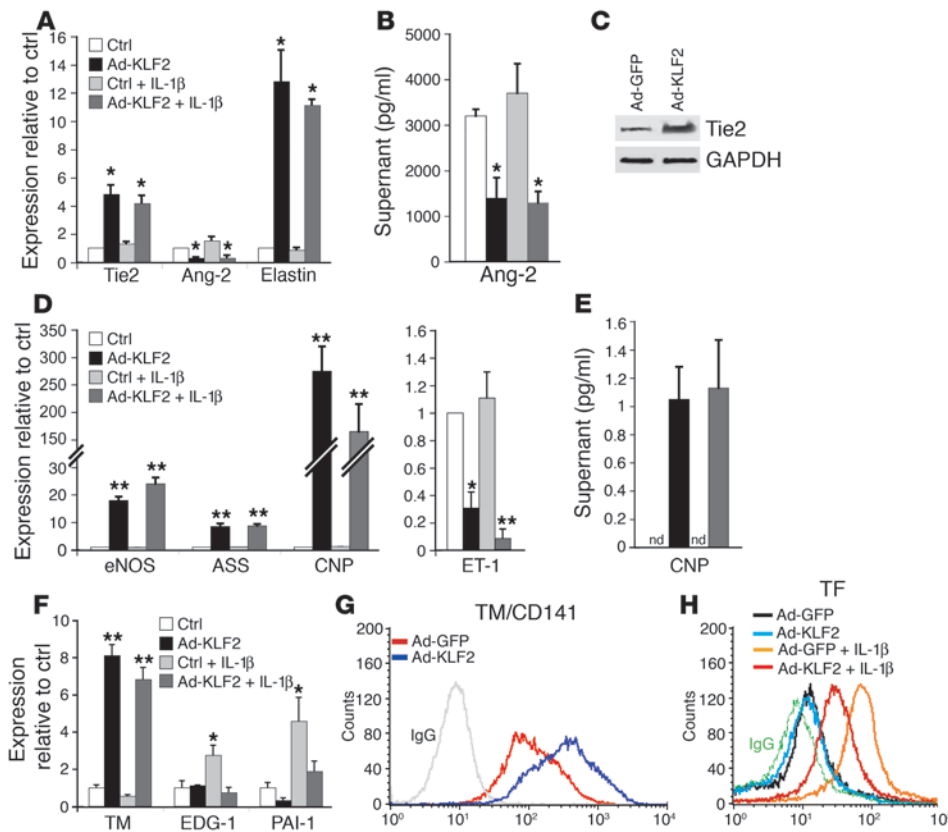 A
Expression relative to ctrl
16
14
12
10
8
6
4
2
0
Ctrl
Ad-KLF2
Ctrl + IL-1β
Ad-KLF2 + IL-1β
* * * * * *
Tie2 Ang-2 Elastin
B
Supernant (pg/ml)
5000
4000
3000
2000
1000
0
* *
Ang-2
C
Ad-GFP Ad-KLF2
Tie2
GAPDH
D
Expression relative to ctrl
350
300
250
200
150
30
20
10
0
Ctrl
Ad-KLF2
Ctrl + IL-1β
Ad-KLF2 + IL-1β
** ** ** ** ** **
eNOS ASS CNP
1.6
1.4
1.2
1
0.8
0.6
0.4
0.2
0
* **
ET-1
E
Supernant (pg/ml)
1.6
1.4
1.2
1
0.8
0.6
0.4
0.2
0
nd nd
CNP
F
Expression
relative to ctrl
10
8
6
4
2
0
Ctrl
Ad-KLF2
Ctrl + IL-1β
Ad-KLF2 + IL-1β
** ** * *
TM EDG-1 PAI-1
G
TM/CD141
Ad-GFP
Ad-KLF2
Counts
200
160
120
80
40
0
IgG
10⁰ 10¹ 10² 10³ 10⁴
H
TF
Ad-GFP
Ad-KLF2
Ad-GFP + IL-1β
Ad-KLF2 + IL-1β
Counts
200
160
120
80
40
0
IgG
10⁰ 10¹ 10² 10³